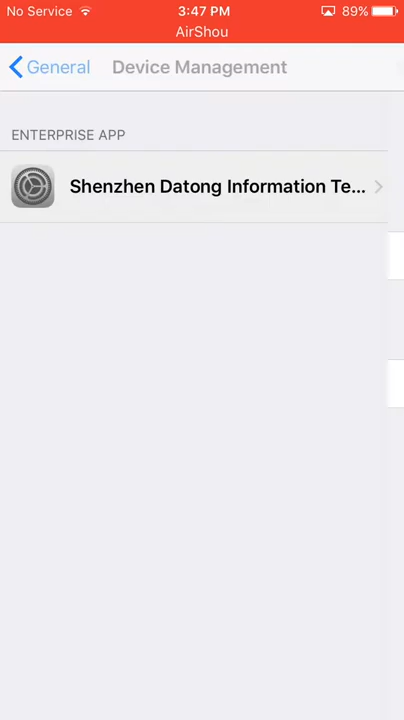 No Service 3:47 PM 89%
AirShou
General Device Management
ENTERPRISE APP
Shenzhen Datong Information Te...